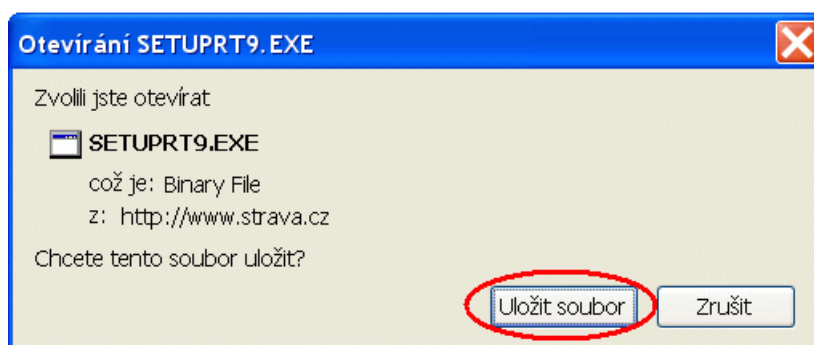 Otevírání SETUPRT9.EXE
Zvolili jste otevírat
SETUPRT9.EXE
což je: Binary File
z: http://www.strava.cz
Chcete tento soubor uložit?
Uložit soubor Zrušit